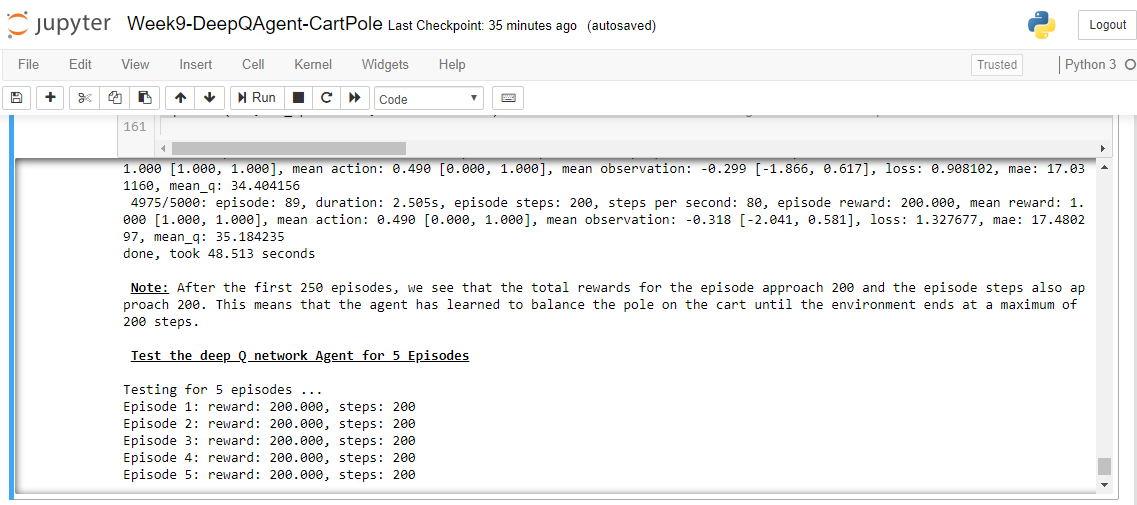 jupyter Week9-DeepQAgent-CartPole Last Checkpoint: 35 minutes ago (autosaved)
Logout
File Edit View Insert Cell Kernel Widgets Help
Trusted Python 3
Run Code
161
1.000 [1.000, 1.000], mean action: 0.490 [0.000, 1.000], mean observation: -0.299 [-1.866, 0.617], loss: 0.908102, mae: 17.03
1160, mean_q: 34.404156
4975/5000: episode: 89, duration: 2.505s, episode steps: 200, steps per second: 80, episode reward: 200.000, mean reward: 1.
000 [1.000, 1.000], mean action: 0.490 [0.000, 1.000], mean observation: -0.318 [-2.041, 0.581], loss: 1.327677, mae: 17.4802
97, mean_q: 35.184235
done, took 48.513 seconds
Note: After the first 250 episodes, we see that the total rewards for the episode approach 200 and the episode steps also ap
proach 200. This means that the agent has learned to balance the pole on the cart until the environment ends at a maximum of
200 steps.
Test the deep Q network Agent for 5 Episodes
Testing for 5 episodes ...
Episode 1: reward: 200.000, steps: 200
Episode 2: reward: 200.000, steps: 200
Episode 3: reward: 200.000, steps: 200
Episode 4: reward: 200.000, steps: 200
Episode 5: reward: 200.000, steps: 200